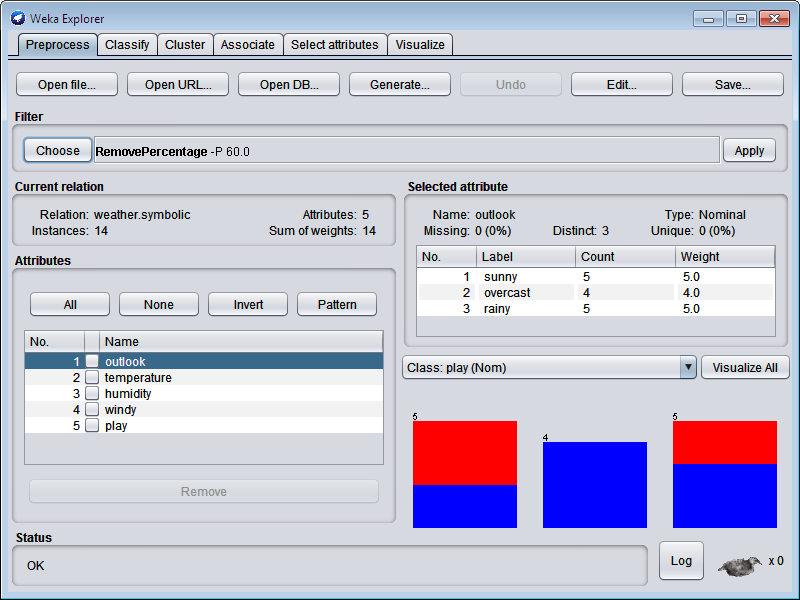 Weka Explorer
Preprocess Classify Cluster Associate Select attributes Visualize
Open file... Open URL... Open DB... Generate... Undo Edit... Save...
Filter
Choose RemovePercentage -P 60.0 Apply
Current relation
Relation: weather.symbolic Attributes: 5
Instances: 14 Sum of weights: 14
Attributes
All None Invert Pattern
No. Name
1 outlook
2 temperature
3 humidity
4 windy
5 play
Remove
Selected attribute
Name: outlook Type: Nominal
Missing: 0 (0%) Distinct: 3 Unique: 0 (0%)
No. Label Count Weight
1 sunny 5 5.0
2 overcast 4 4.0
3 rainy 5 5.0
Class: play (Nom) Visualize All
5 4 5
Status
OK Log x 0